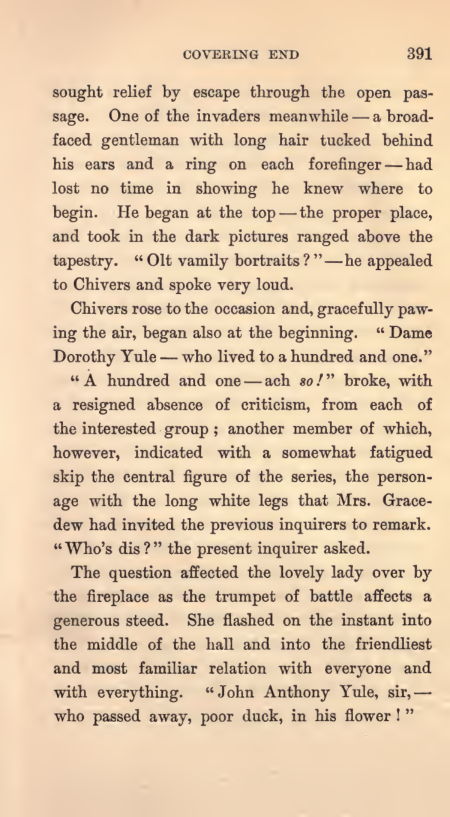 COVERING END 391
sought relief by escape through the open pas-
sage. One of the invaders meanwhile — a broad-
faced gentleman with long hair tucked behind
his ears and a ring on each forefinger — had
lost no time in showing he knew where to
begin. He began at the top — the proper place,
and took in the dark pictures ranged above the
tapestry. “Olt vamily bortraits?” — he appealed
to Chivers and spoke very loud.
Chivers rose to the occasion and, gracefully paw-
ing the air, began also at the beginning. “Dame
Dorothy Yule — who lived to a hundred and one.”
“A hundred and one — ach so!” broke, with
a resigned absence of criticism, from each of
the interested group; another member of which,
however, indicated with a somewhat fatigued
skip the central figure of the series, the person-
age with the long white legs that Mrs. Grace-
dew had invited the previous inquirers to remark.
“Who's dis?” the present inquirer asked.
The question affected the lovely lady over by
the fireplace as the trumpet of battle affects a
generous steed. She flashed on the instant into
the middle of the hall and into the friendliest
and most familiar relation with everyone and
with everything. “John Anthony Yule, sir, —
who passed away, poor duck, in his flower!”